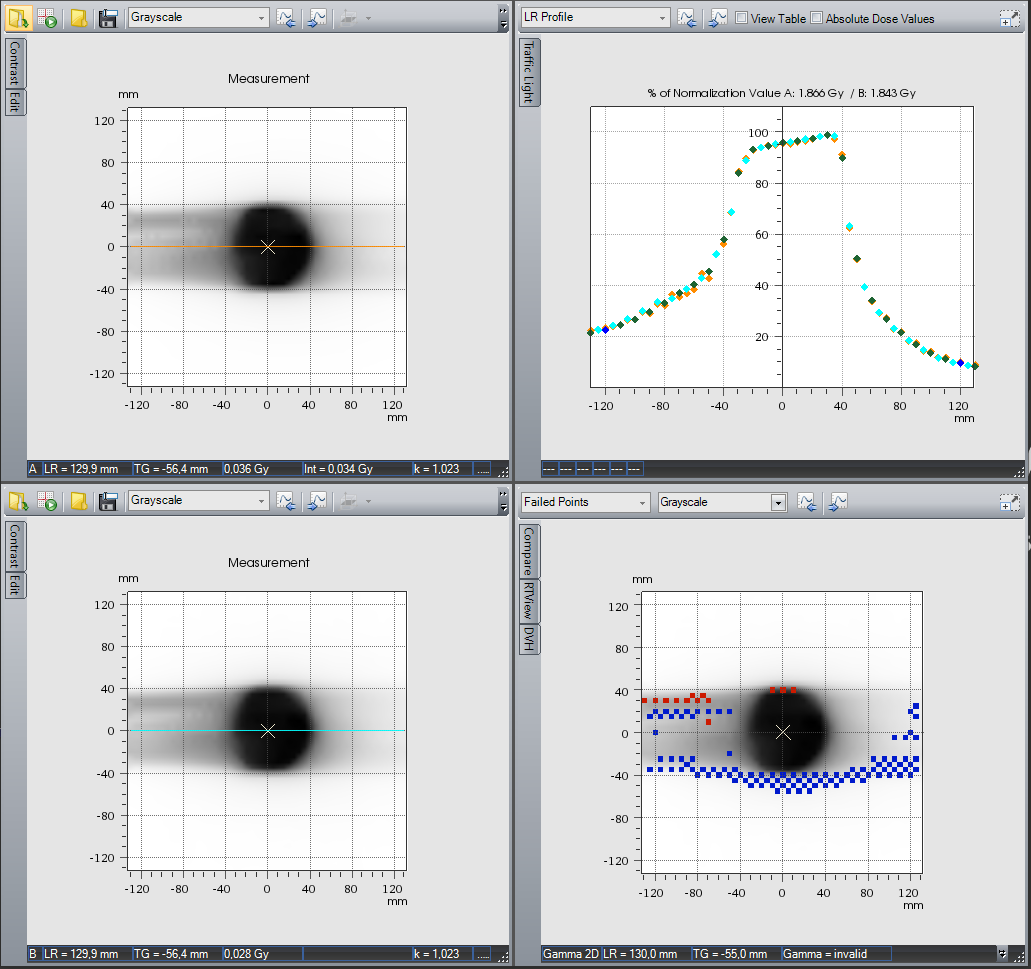 Grayscale
Contrast
Edit
Measurement
mm
120
80
40
0
-40
-80
-120
-120 -80 -40 0 40 80 120
mm
A LR = 129,9 mm TG = -56,4 mm 0,036 Gy Int = 0,034 Gy k = 1,023 .....
LR Profile View Table Absolute Dose Values
Traffic Light
% of Normalization Value A: 1.866 Gy / B: 1.843 Gy
100
80
60
40
20
-120 -80 -40 0 40 80 120
mm
--- --- --- --- --- ---
Grayscale
Contrast
Edit
Measurement
mm
120
80
40
0
-40
-80
-120
-120 -80 -40 0 40 80 120
mm
B LR = 129,9 mm TG = -56,4 mm 0,028 Gy k = 1,023 .....
Failed Points Grayscale
Compare
RTView
DVH
mm
120
80
40
0
-40
-80
-120
-120 -80 -40 0 40 80 120
mm
Gamma 2D LR = 130,0 mm TG = -55,0 mm Gamma = invalid